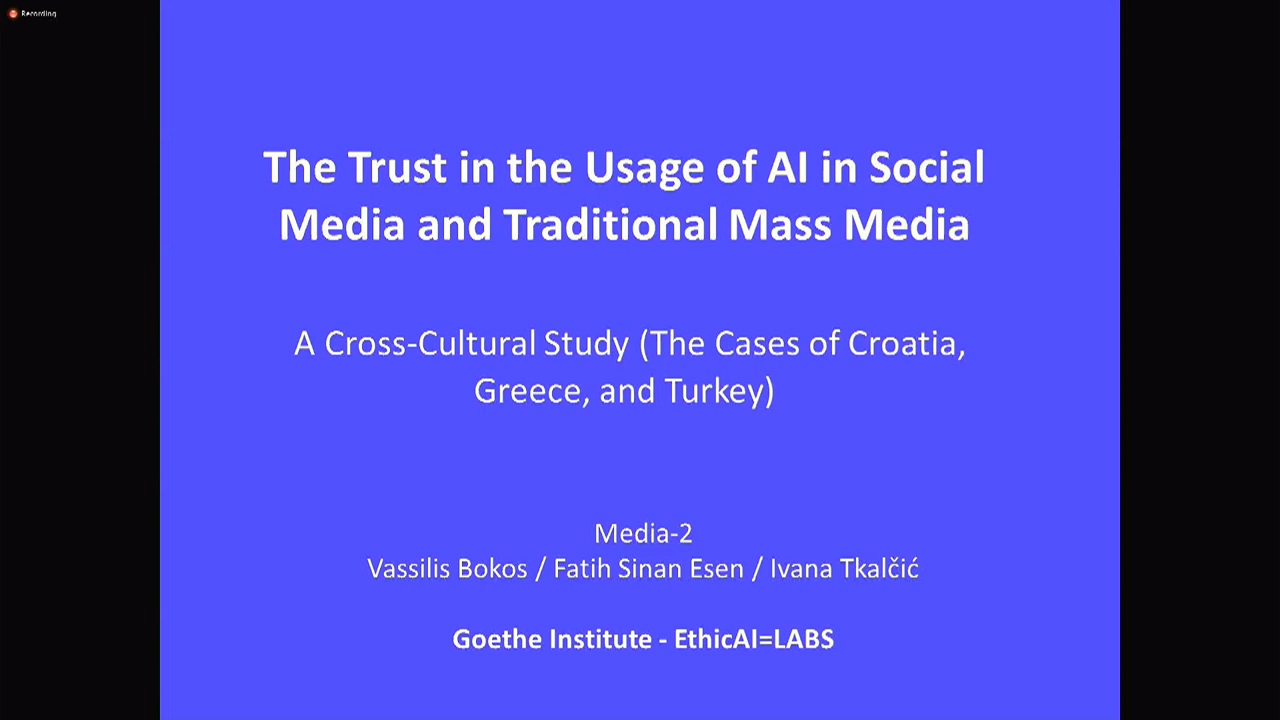 Recording
The Trust in the Usage of AI in Social
Media and Traditional Mass Media
A Cross-Cultural Study (The Cases of Croatia,
Greece, and Turkey)
Media-2
Vassilis Bokos / Fatih Sinan Esen / Ivana Tkalčić
Goethe Institute - EthicAI=LABS